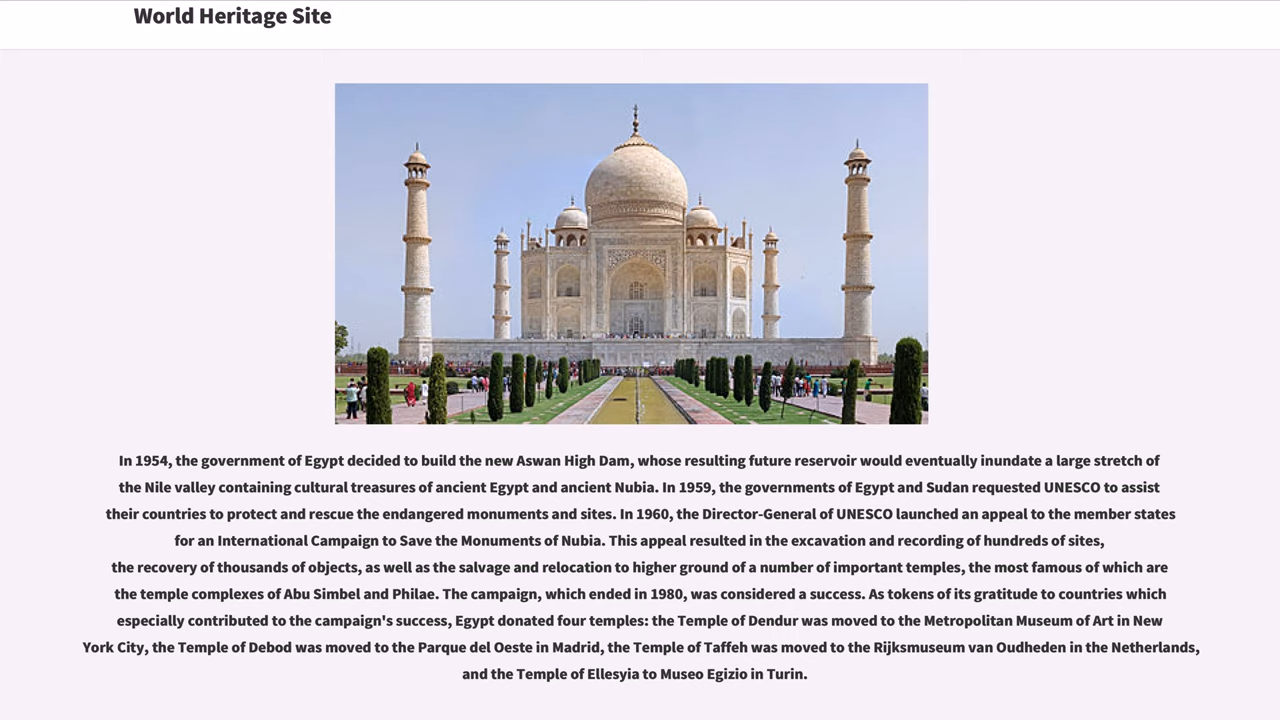 World Heritage Site
In 1954, the government of Egypt decided to build the new Aswan High Dam, whose resulting future reservoir would eventually inundate a large stretch of
the Nile valley containing cultural treasures of ancient Egypt and ancient Nubia. In 1959, the governments of Egypt and Sudan requested UNESCO to assist
their countries to protect and rescue the endangered monuments and sites. In 1960, the Director-General of UNESCO launched an appeal to the member states
for an International Campaign to Save the Monuments of Nubia. This appeal resulted in the excavation and recording of hundreds of sites,
the recovery of thousands of objects, as well as the salvage and relocation to higher ground of a number of important temples, the most famous of which are
the temple complexes of Abu Simbel and Philae. The campaign, which ended in 1980, was considered a success. As tokens of its gratitude to countries which
especially contributed to the campaign's success, Egypt donated four temples: the Temple of Dendur was moved to the Metropolitan Museum of Art in New
York City, the Temple of Debod was moved to the Parque del Oeste in Madrid, the Temple of Taffeh was moved to the Rijksmuseum van Oudheden in the Netherlands,
and the Temple of Ellesyia to Museo Egizio in Turin.